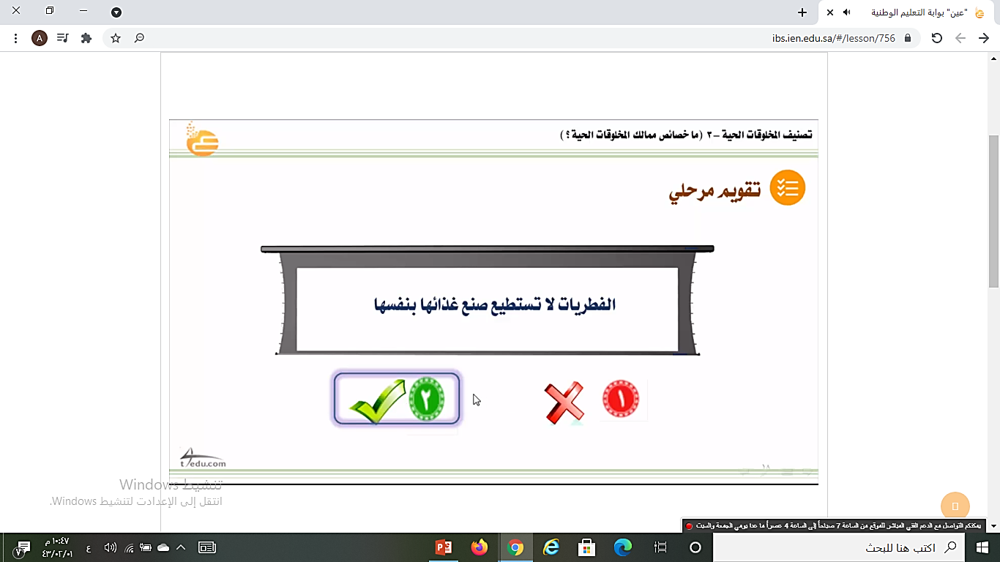 "عين" بوابة التعليم الوطنية
ibs.ien.edu.sa/#/lesson/756
A
تصنيف المخلوقات الحية – ٢ (ما خصائص ممالك المخلوقات الحية ؟)
تقويم مرحلي
الفطريات لا تستطيع صنع غذائها بنفسها
١
٢
t4edu.com
١٨
تنشيط Windows
انتقل إلى الإعدادت لتنشيط Windows.
يمكنكم التواصل مع الدعم الفني المباشر للموقع من الساعة 7 صباحاً إلى الساعة 4 عصراً ما عدا يومي الجمعة والسبت
اكتب هنا للبحث
ع
١٠:٤٧ م
٤٣/٠٢/٠١
٧